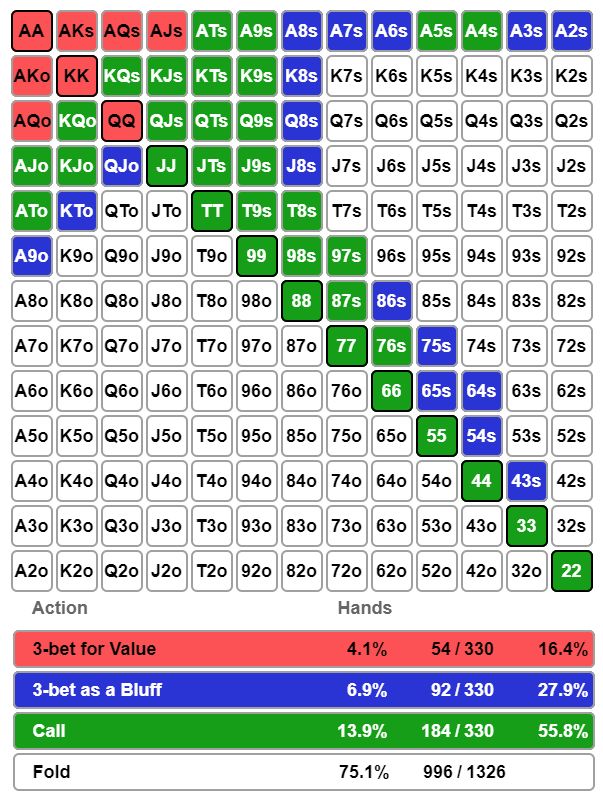 AA AKs AQs AJs ATs A9s A8s A7s A6s A5s A4s A3s A2s
AKo KK KQs KJs KTs K9s K8s K7s K6s K5s K4s K3s K2s
AQo KQo QQ QJs QTs Q9s Q8s Q7s Q6s Q5s Q4s Q3s Q2s
AJo KJo QJo JJ JTs J9s J8s J7s J6s J5s J4s J3s J2s
ATo KTo QTo JTo TT T9s T8s T7s T6s T5s T4s T3s T2s
A9o K9o Q9o J9o T9o 99 98s 97s 96s 95s 94s 93s 92s
A8o K8o Q8o J8o T8o 98o 88 87s 86s 85s 84s 83s 82s
A7o K7o Q7o J7o T7o 97o 87o 77 76s 75s 74s 73s 72s
A6o K6o Q6o J6o T6o 96o 86o 76o 66 65s 64s 63s 62s
A5o K5o Q5o J5o T5o 95o 85o 75o 65o 55 54s 53s 52s
A4o K4o Q4o J4o T4o 94o 84o 74o 64o 54o 44 43s 42s
A3o K3o Q3o J3o T3o 93o 83o 73o 63o 53o 43o 33 32s
A2o K2o Q2o J2o T2o 92o 82o 72o 62o 52o 42o 32o 22
Action Hands
3-bet for Value 4.1% 54 / 330 16.4%
3-bet as a Bluff 6.9% 92 / 330 27.9%
Call 13.9% 184 / 330 55.8%
Fold 75.1% 996 / 1326